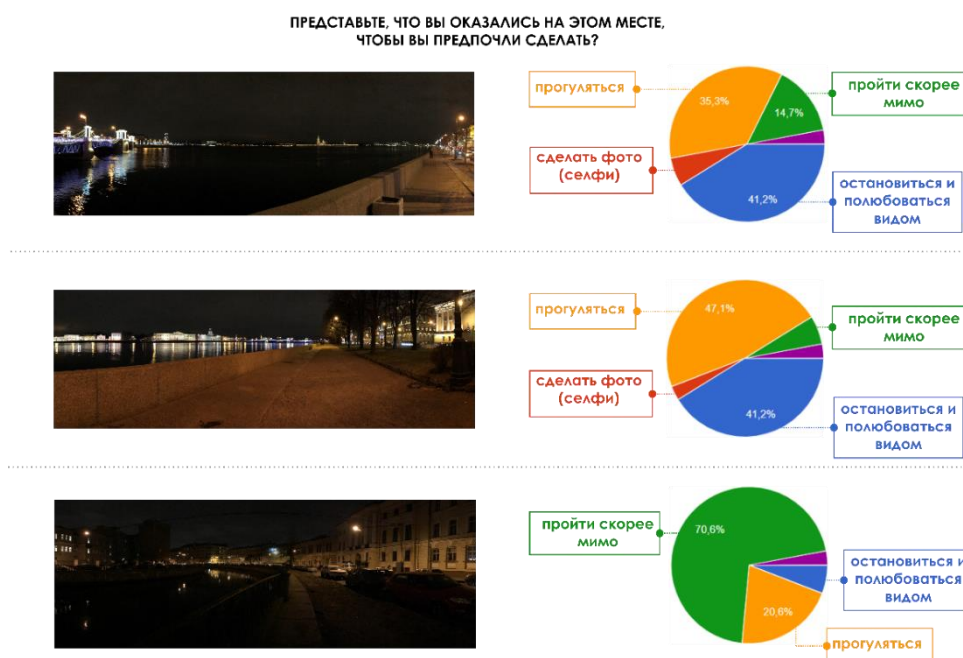 ПРЕДСТАВЬТЕ, ЧТО ВЫ ОКАЗАЛИСЬ НА ЭТОМ МЕСТЕ,
ЧТОБЫ ВЫ ПРЕДПОЧЛИ СДЕЛАТЬ?
прогуляться
35,3%
14,7%
пройти скорее
мимо
сделать фото
(селфи)
41,2%
остановиться и
полюбоваться
видом
прогуляться
47,1%
пройти скорее
мимо
сделать фото
(селфи)
41,2%
остановиться и
полюбоваться
видом
пройти скорее
мимо
70,6%
остановиться и
полюбоваться
видом
20,6%
прогуляться